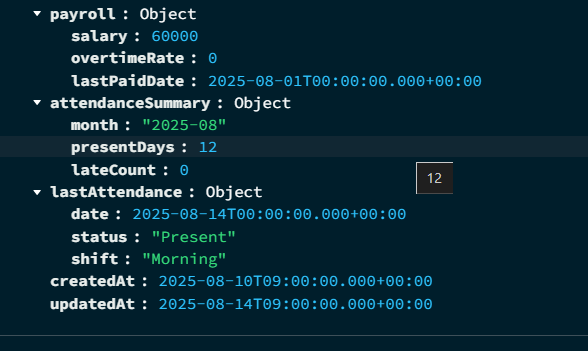 payroll : Object
salary : 60000
overtimeRate : 0
lastPaidDate : 2025-08-01T00:00:00.000+00:00
attendanceSummary : Object
month : "2025-08"
presentDays : 12
lateCount : 0
12
lastAttendance : Object
date : 2025-08-14T00:00:00.000+00:00
status : "Present"
shift : "Morning"
createdAt : 2025-08-10T09:00:00.000+00:00
updatedAt : 2025-08-14T09:00:00.000+00:00